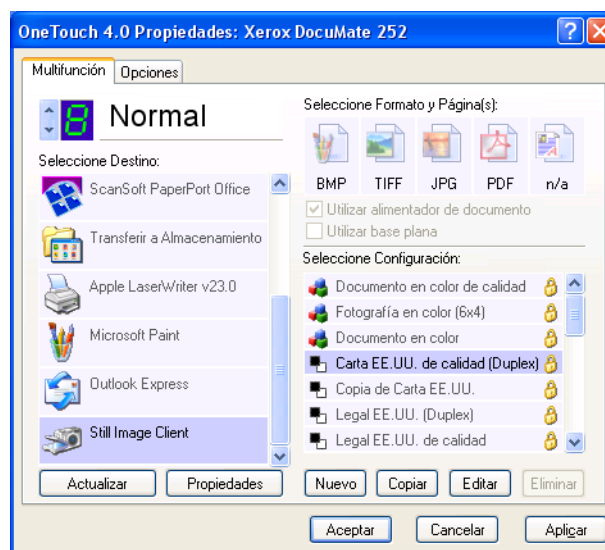 OneTouch 4.0 Propiedades: Xerox DocuMate 252
Multifunción
Opciones
8
Normal
Seleccione Destino:
ScanSoft PaperPort Office
Transferir a Almacenamiento
Apple LaserWriter v23.0
Microsoft Paint
Outlook Express
Still Image Client
Actualizar
Propiedades
Seleccione Formato y Página(s):
BMP TIFF JPG PDF n/a
Utilizar alimentador de documento
Utilizar base plana
Seleccione Configuración:
Documento en color de calidad
Fotografía en color (6x4)
Documento en color
Carta EE.UU. de calidad (Duplex)
Copia de Carta EE.UU.
Legal EE.UU. (Duplex)
Legal EE.UU. de calidad
Nuevo
Copiar
Editar
Eliminar
Aceptar
Cancelar
Aplicar